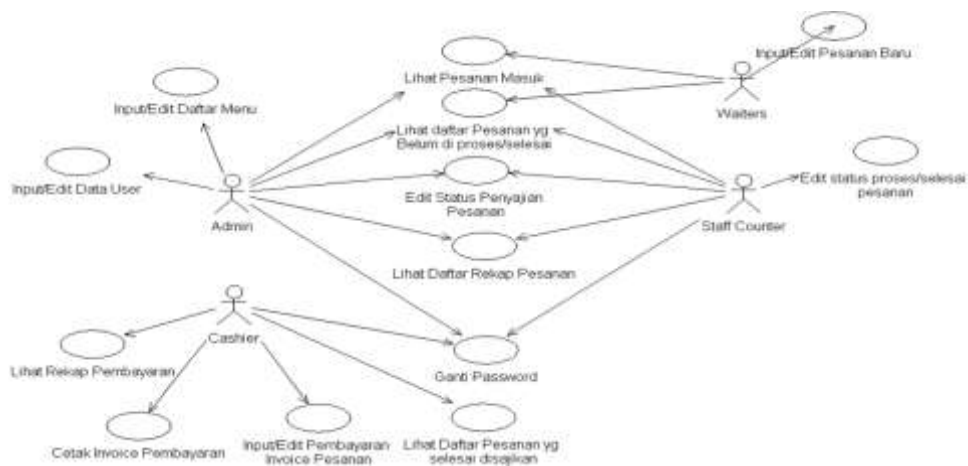 Input/Edit Pesanan Baru
Lihat Pesanan Masuk
Waiters
Input/Edit Daftar Menu
Lihat daftar Pesanan yg
Belum di proses/selesai
Input/Edit Data User
Admin
Edit Status Penyajian
Pesanan
Staff Counter
Edit status proses/selesai
pesanan
Lihat Daftar Rekap Pesanan
Cashier
Lihat Rekap Pembayaran
Ganti Password
Cetak Invoice Pembayaran
Input/Edit Pembayaran
Invoice Pesanan
Lihat Daftar Pesanan yg
selesai disajikan